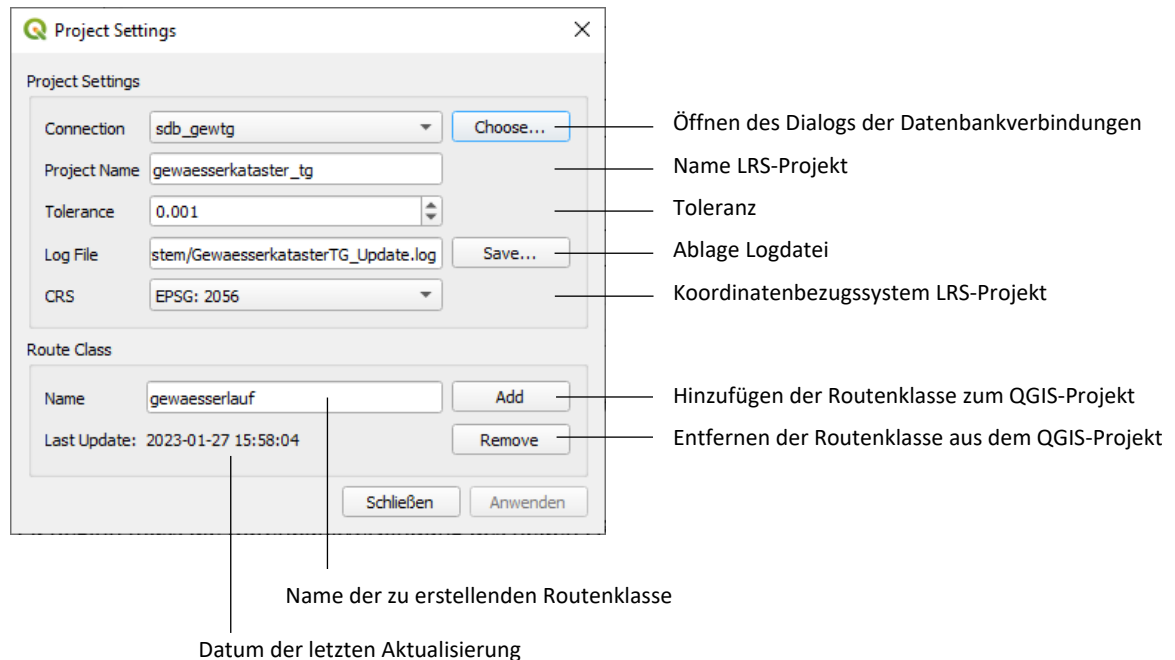 Project Settings
Project Settings
Connection sdb_gewtg Choose... Öffnen des Dialogs der Datenbankverbindungen
Project Name gewaesserkataster_tg Name LRS-Projekt
Tolerance 0.001 Toleranz
Log File stem/GewaesserkatasterTG_Update.log Save... Ablage Logdatei
CRS EPSG: 2056 Koordinatenbezugssystem LRS-Projekt
Route Class
Name gewaesserlauf Add Hinzufügen der Routenklasse zum QGIS-Projekt
Last Update: 2023-01-27 15:58:04 Remove Entfernen der Routenklasse aus dem QGIS-Projekt
Schließen Anwenden
Name der zu erstellenden Routenklasse
Datum der letzten Aktualisierung